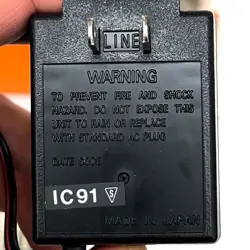 LINE
WARNING
TO PREVENT FIRE AND SHOCK
HAZARD. DO NOT EXPOSE THIS
UNIT TO RAIN OR REPLACE
WITH STANDARD AC PLUG
DATE CODE
IC91 S
MADE IN JAPAN